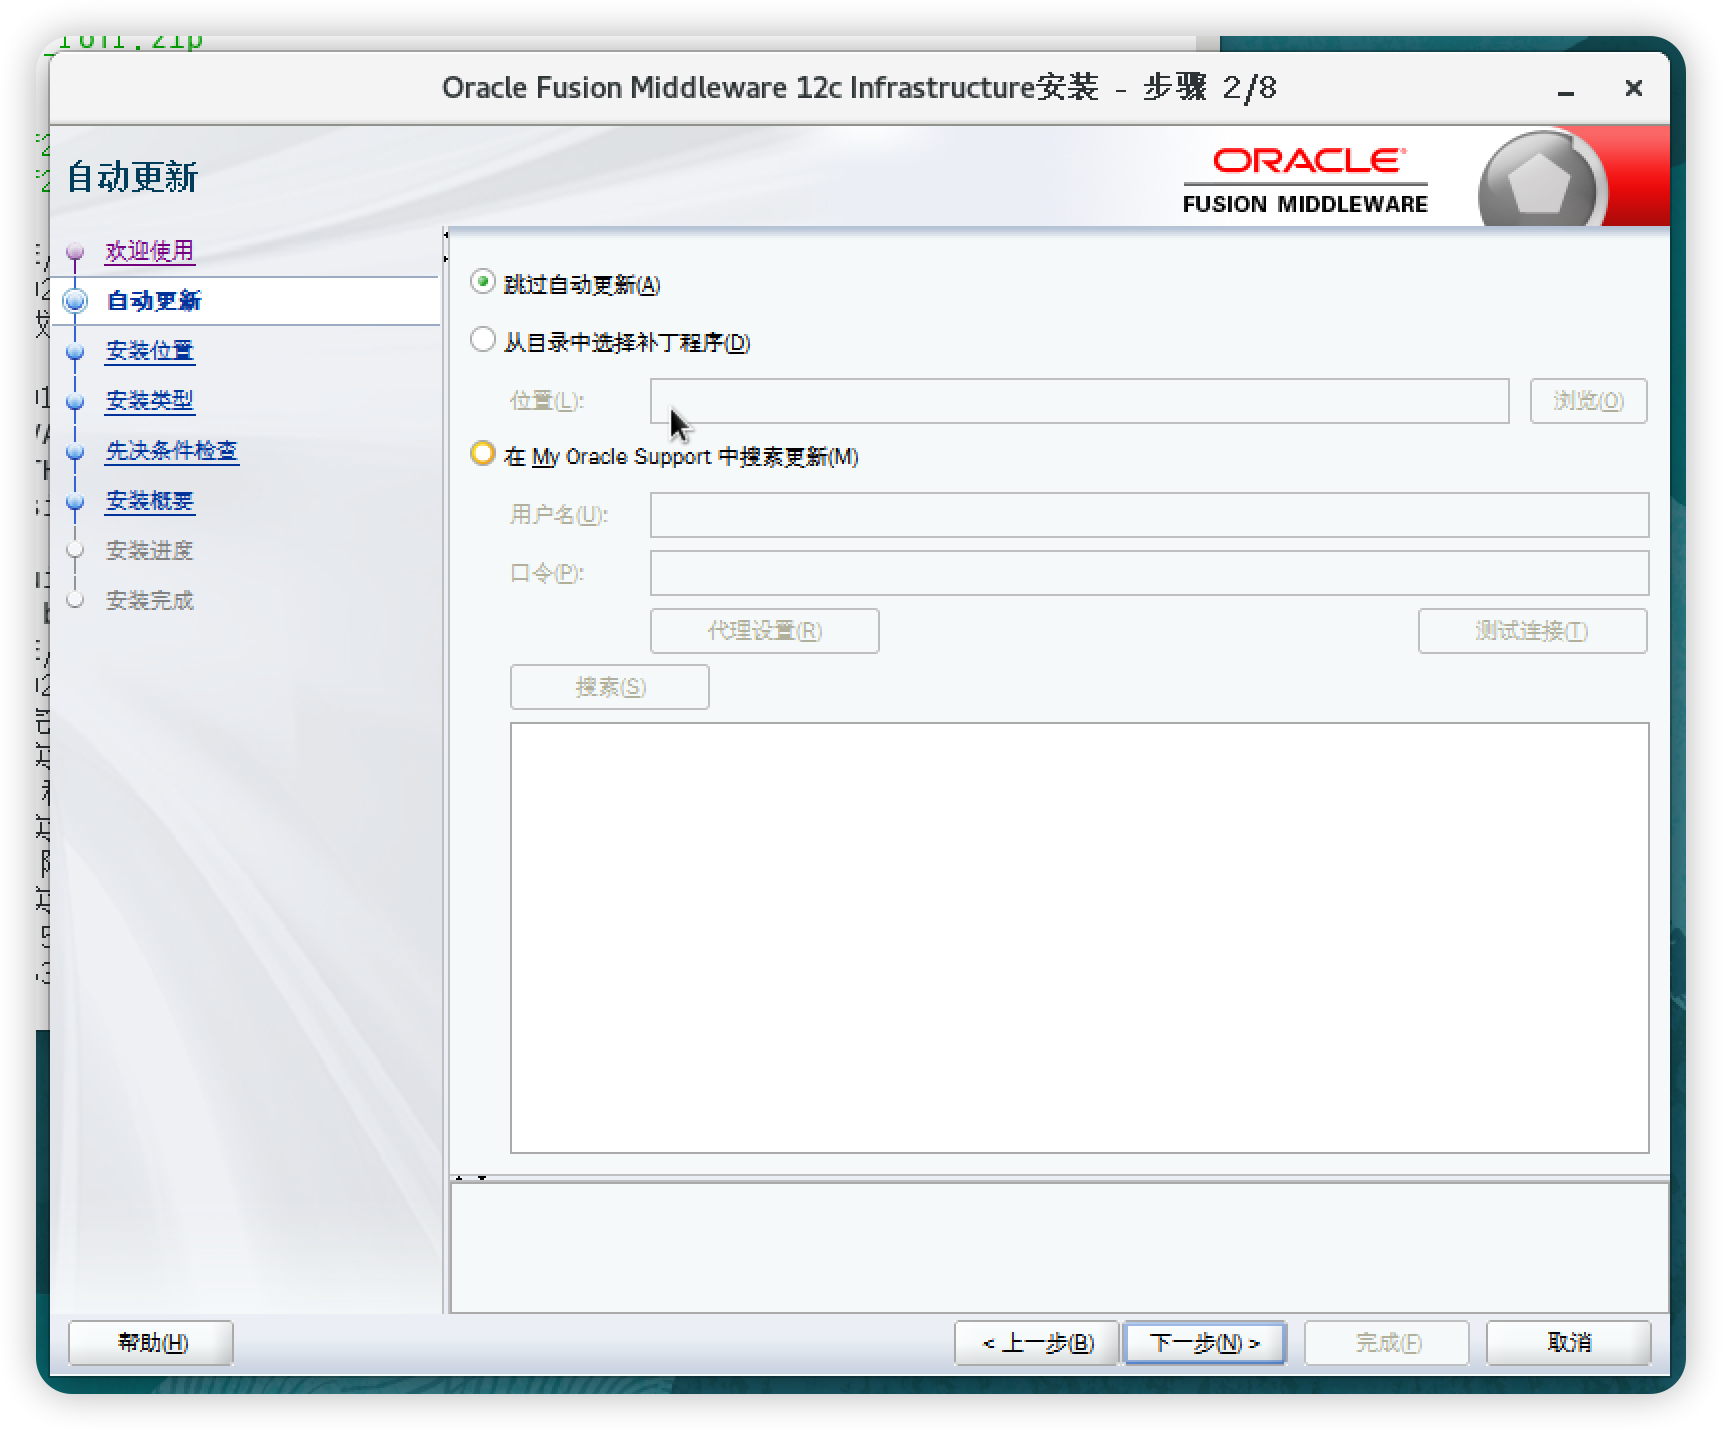 Oracle Fusion Middleware 12c Infrastructure安装 - 步骤 2/8
自动更新
ORACLE
FUSION MIDDLEWARE
欢迎使用
自动更新
安装位置
安装类型
先决条件检查
安装概要
安装进度
安装完成
跳过自动更新(A)
从目录中选择补丁程序(D)
位置(L):
浏览(O)
在 My Oracle Support 中搜索更新(M)
用户名(U):
口令(P):
代理设置(R)
测试连接(T)
搜索(S)
帮助(H)
< 上一步(B)
下一步(N) >
完成(F)
取消